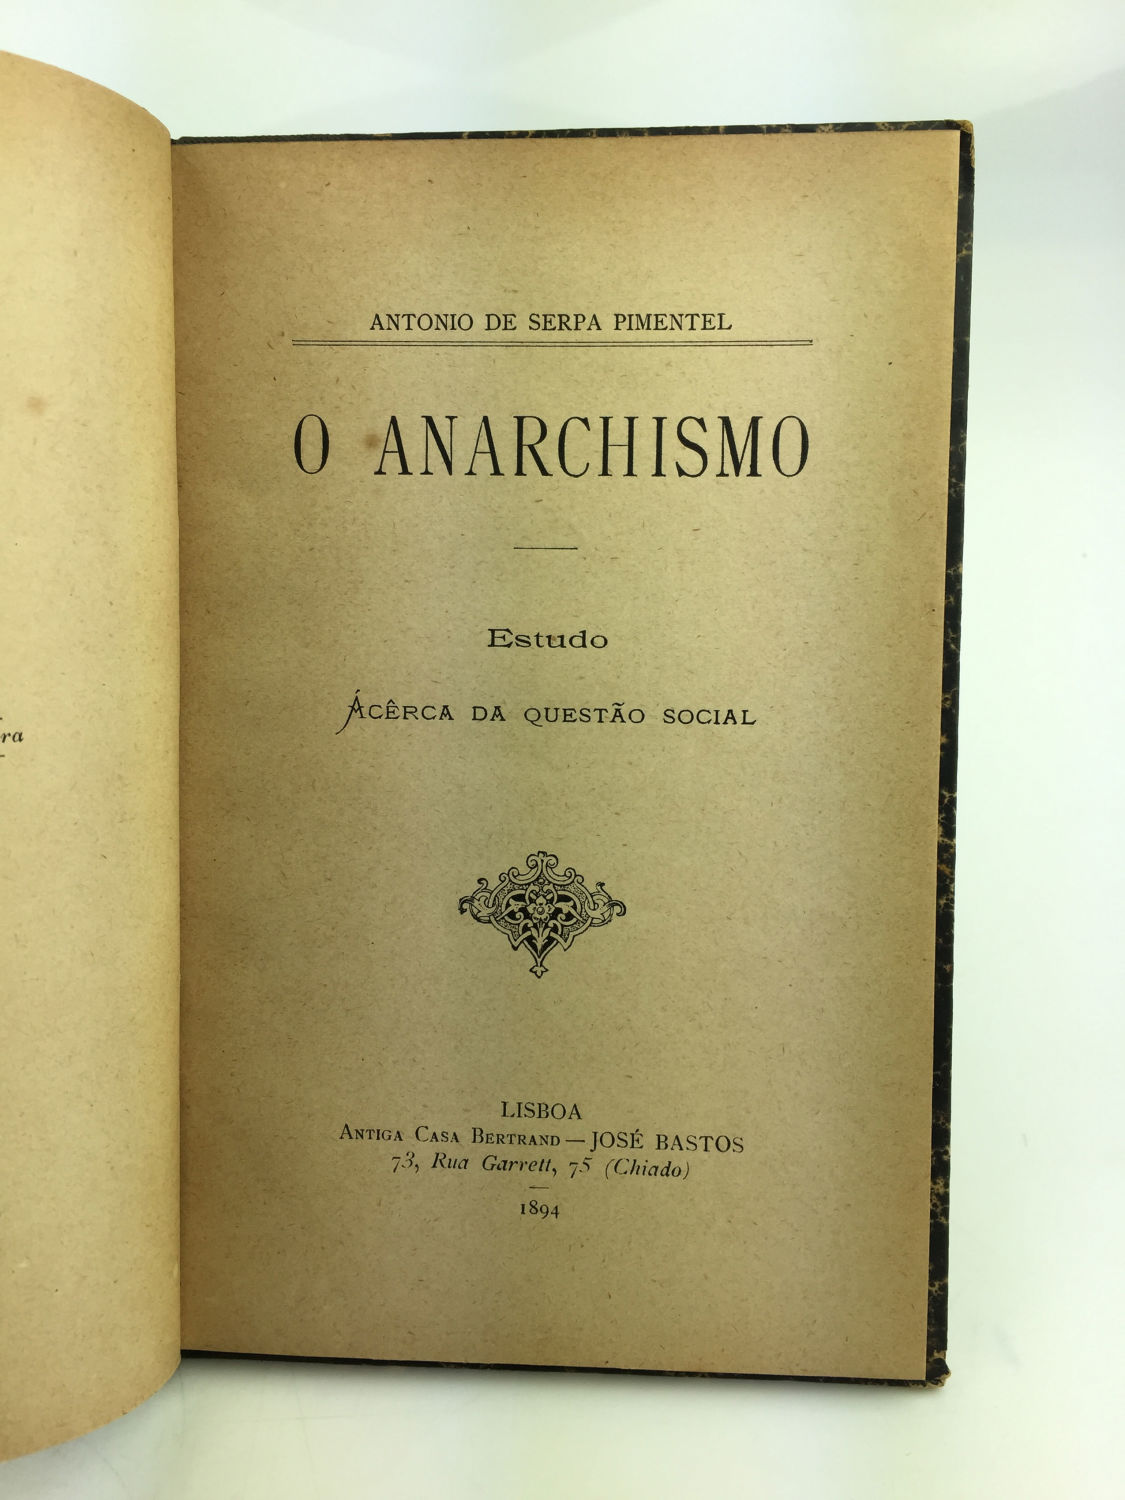 ra
ANTONIO DE SERPA PIMENTEL
O ANARCHISMO
Estudo
ÁCÊRCA DA QUESTÃO SOCIAL
LISBOA
ANTIGA CASA BERTRAND — JOSÉ BASTOS
73, Rua Garrett, 75 (Chiado)
1894